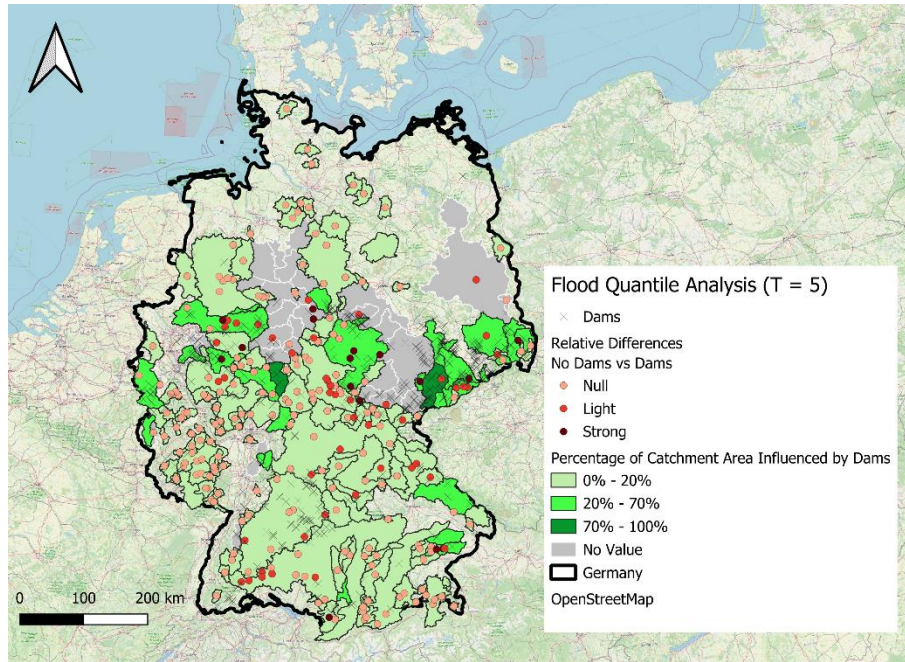 Flood Quantile Analysis (T = 5)
Dams
Relative Differences
No Dams vs Dams
Null
Light
Strong
Percentage of Catchment Area Influenced by Dams
0% - 20%
20% - 70%
70% - 100%
No Value
Germany
OpenStreetMap
0 100 200 km